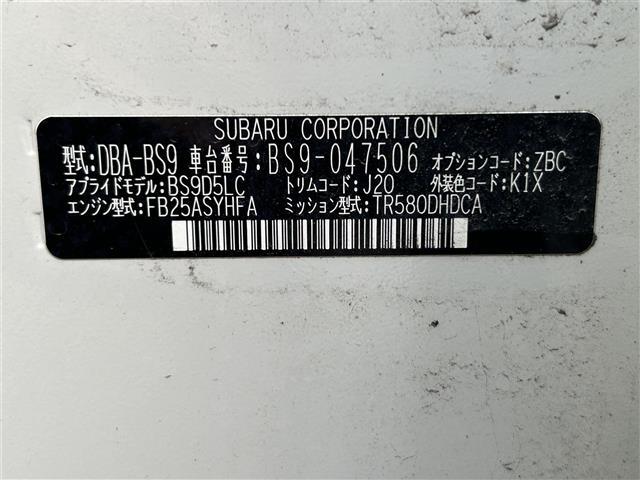 SUBARU CORPORATION
型式:DBA-BS9 車台番号:BS9-047506 オプションコード:ZBC
アプライドモデル:BS9D5LC トリムコード:J20 外装色コード:K1X
エンジン型式:FB25ASYHFA ミッション型式:TR580DHDCA